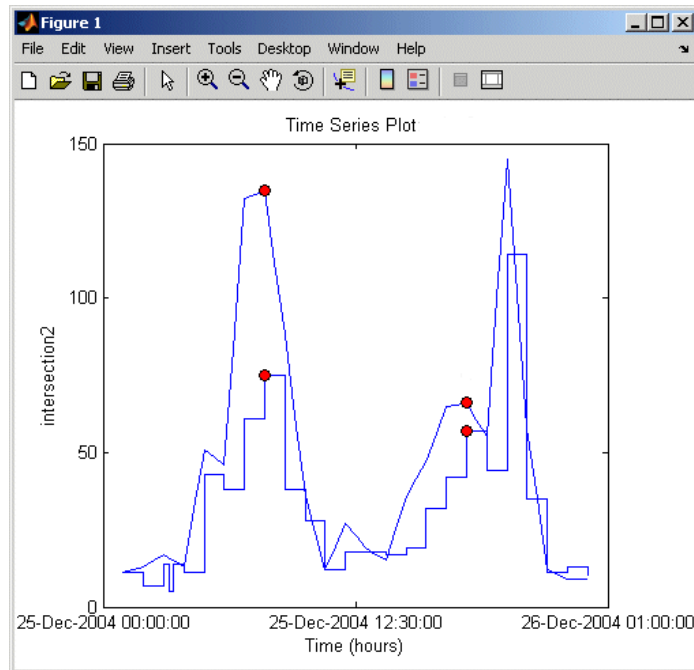 Figure 1
File Edit View Insert Tools Desktop Window Help
Time Series Plot
150
100
50
0
intersection2
25-Dec-2004 00:00:00 25-Dec-2004 12:30:00 26-Dec-2004 01:00:00
Time (hours)